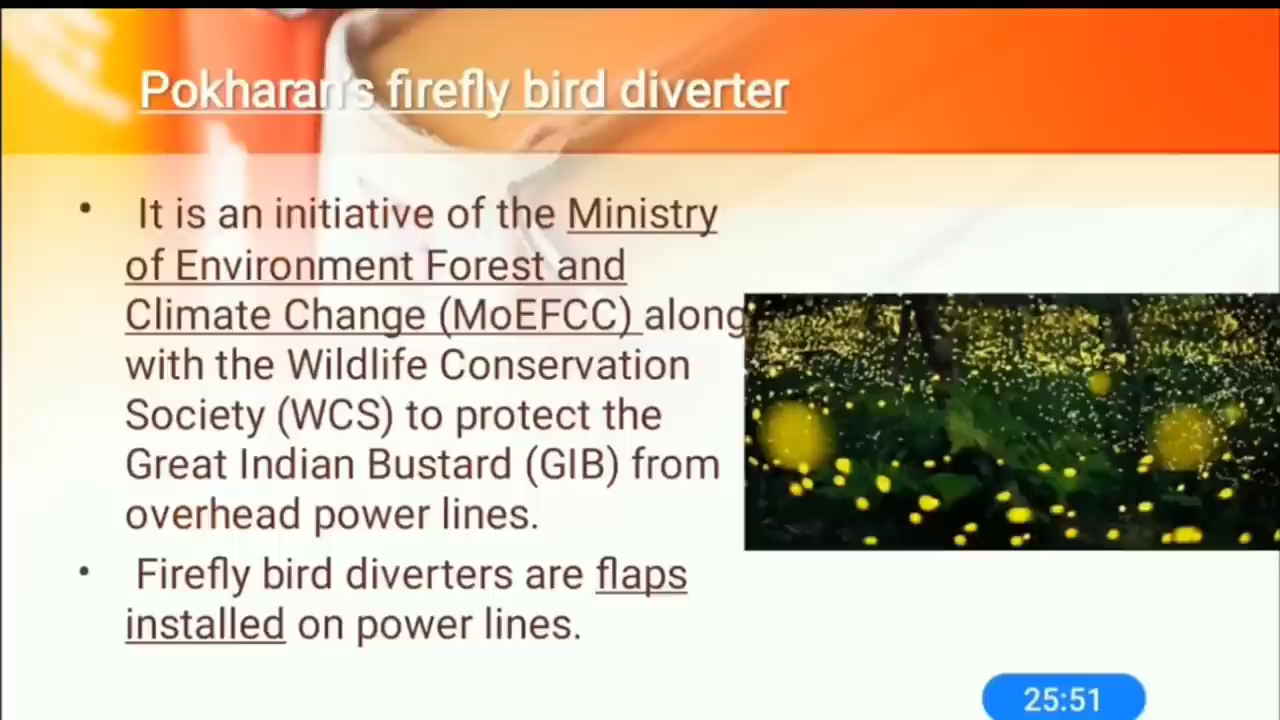 Pokharan's firefly bird diverter
• It is an initiative of the Ministry
of Environment Forest and
Climate Change (MoEFCC) along
with the Wildlife Conservation
Society (WCS) to protect the
Great Indian Bustard (GIB) from
overhead power lines.
• Firefly bird diverters are flaps
installed on power lines.
25:51